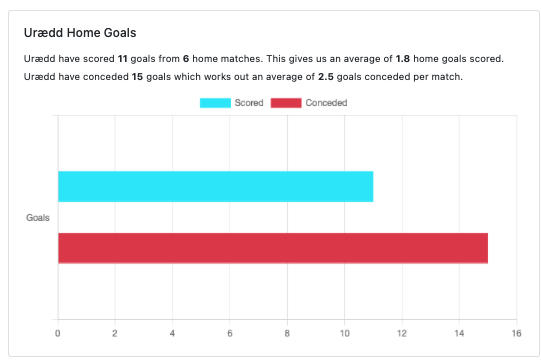 Urædd Home Goals
Urædd have scored 11 goals from 6 home matches. This gives us an average of 1.8 home goals scored.
Urædd have conceded 15 goals which works out an average of 2.5 goals conceded per match.
Scored Conceded
Goals
0 2 4 6 8 10 12 14 16